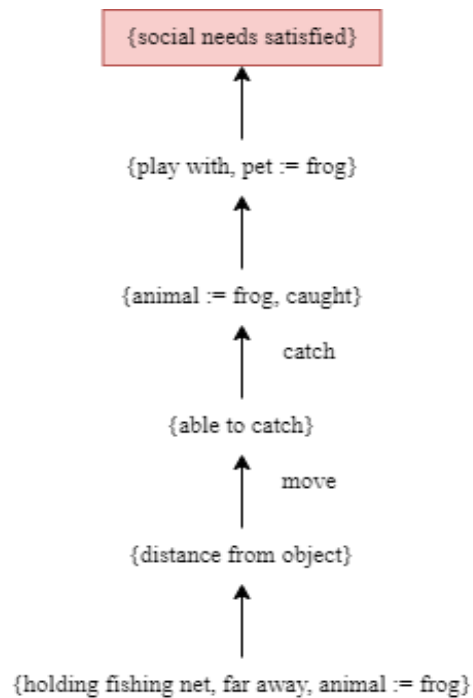 {social needs satisfied}
{play with, pet := frog}
{animal := frog, caught}
catch
{able to catch}
move
{distance from object}
{holding fishing net, far away, animal := frog}